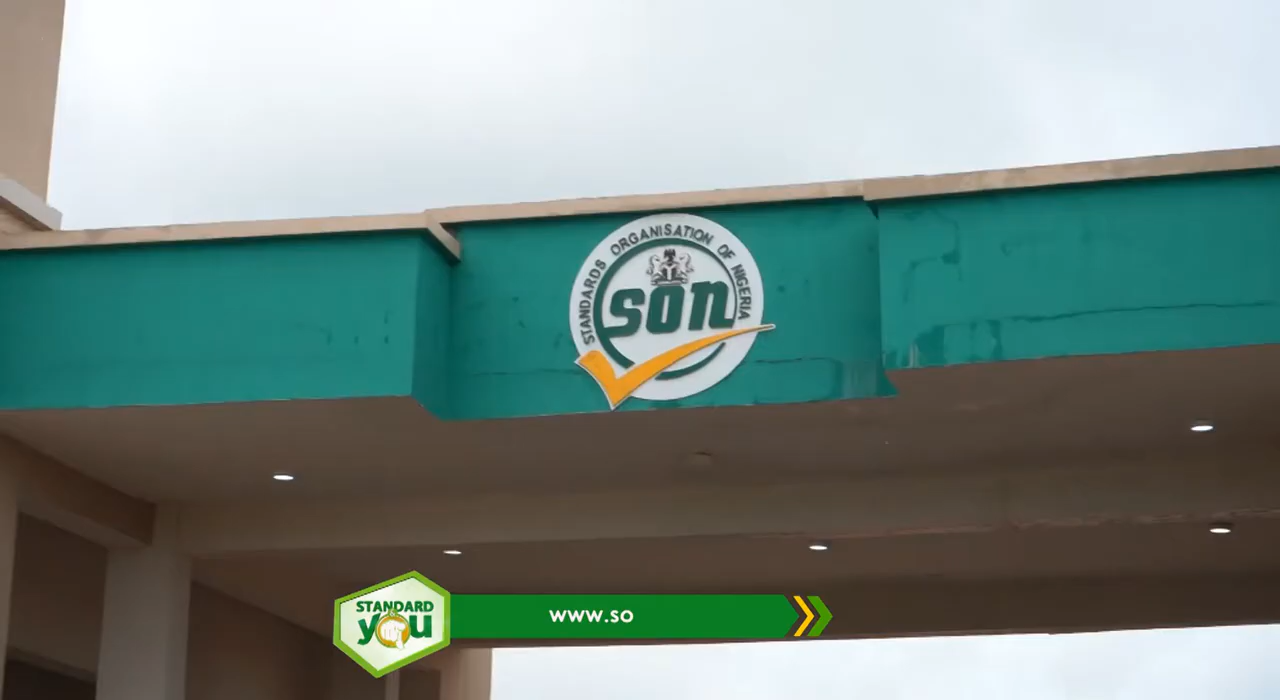 STANDARDS ORGANISATION OF NIGERIA
SON
STANDARD
you
www.so